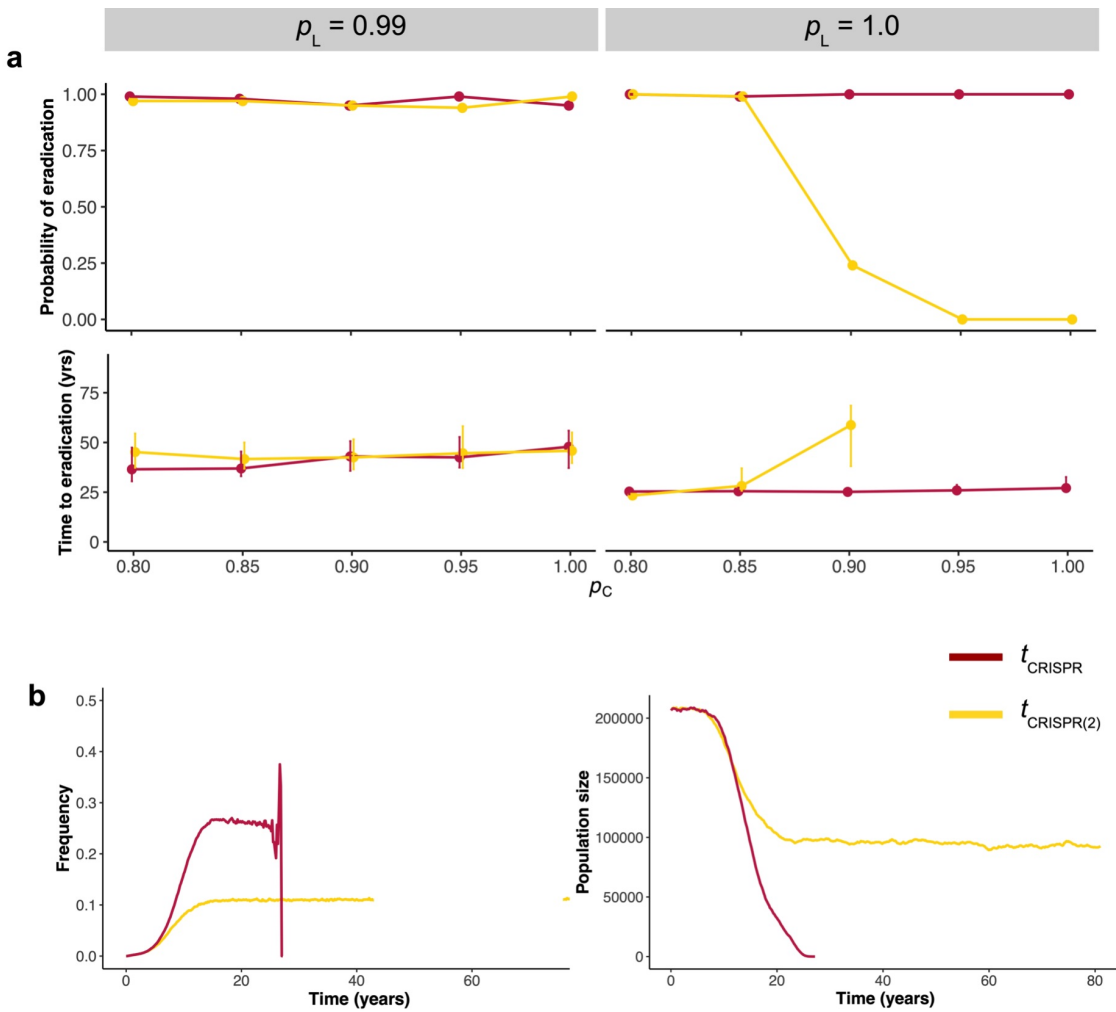 p_L = 0.99 p_L = 1.0
a
Probability of eradication
1.00
0.75
0.50
0.25
0.00
Time to eradication (yrs)
75
50
25
0
0.80 0.85 0.90 0.95 1.00 0.80 0.85 0.90 0.95 1.00
p_C
b
t_CRISPR
t_CRISPR(2)
Frequency
0.5
0.4
0.3
0.2
0.1
0.0
0 20 40 60
Time (years)
Population size
200000
150000
100000
50000
0
0 20 40 60 80
Time (years)